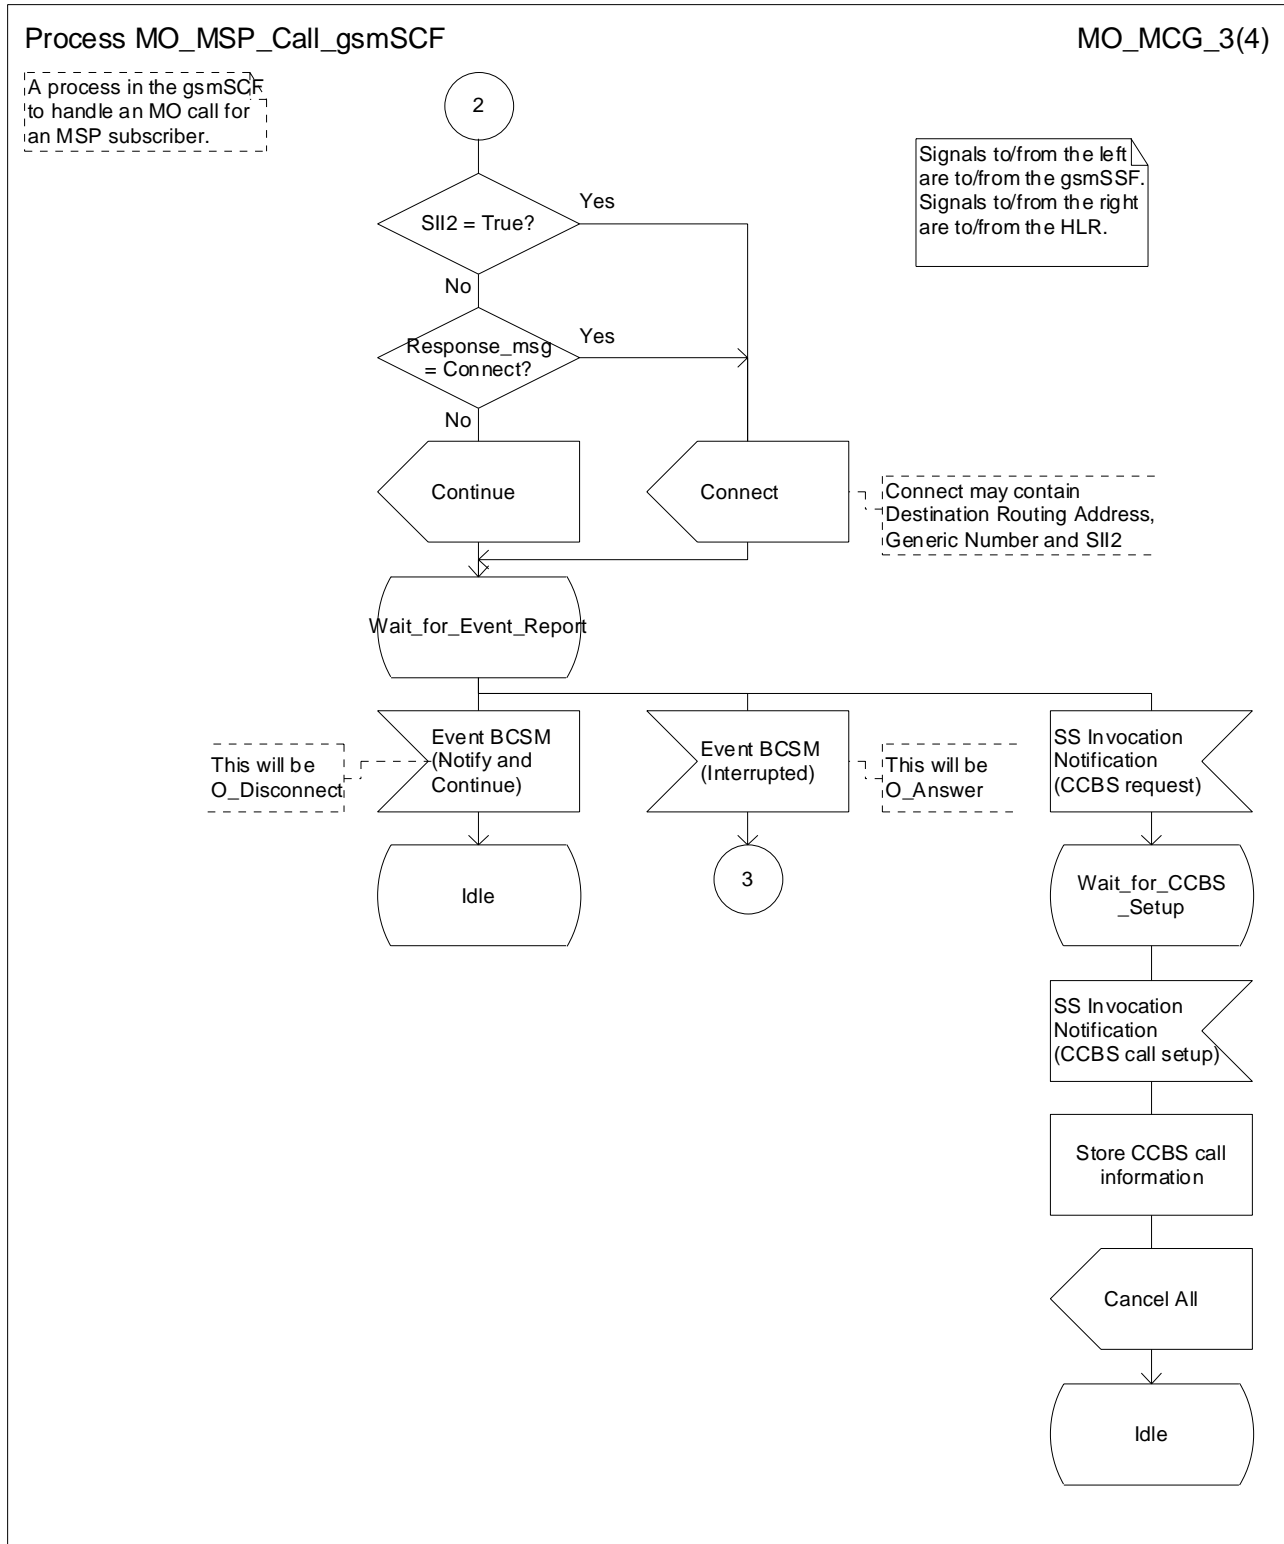 Process MO_MSP_Call_gsmSCF
MO_MCG_3(4)
A process in the gsmSCF
to handle an MO call for
an MSP subscriber.
2
Signals to/from the left
are to/from the gsmSSF.
Signals to/from the right
are to/from the HLR.
SII2 = True?
Yes
No
Response_msg
= Connect?
Yes
No
Continue
Connect
Connect may contain
Destination Routing Address,
Generic Number and SII2
Wait_for_Event_Report
This will be
O_Disconnect
Event BCSM
(Notify and
Continue)
Event BCSM
(Interrupted)
This will be
O_Answer
SS Invocation
Notification
(CCBS request)
Idle
3
Wait_for_CCBS
_Setup
SS Invocation
Notification
(CCBS call setup)
Store CCBS call
information
Cancel All
Idle